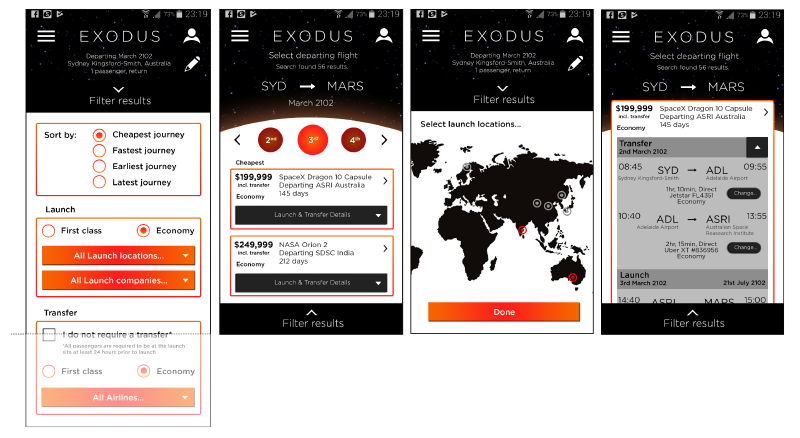 73% 23:19
EXODUS
Departing March 2102
Sydney Kingsford-Smith, Australia
1 passenger, return
Filter results
Sort by:
Cheapest journey
Fastest journey
Earliest journey
Latest journey
Launch
First class
Economy
All Launch locations...
All Launch companies...
Transfer
I do not require a transfer*
*All passengers are required to be at the launch
site at least 24 hours prior to launch
First class
Economy
All Airlines...
73% 23:19
EXODUS
Select departing flight
Search found 56 results.
SYD → MARS
March 2102
2nd
3rd
4th
Cheapest
$199,999
incl. transfer
Economy
SpaceX Dragon 10 Capsule
Departing ASRI Australia
145 days
Launch & Transfer Details
$249,999
incl. transfer
Economy
NASA Orion 2
Departing SDSC India
212 days
Launch & Transfer Details
Filter results
73% 23:19
EXODUS
Departing March 2102
Sydney Kingsford-Smith, Australia
1 passenger, return
Filter results
Select launch locations...
Done
73% 23:19
EXODUS
Select departing flight
Search found 56 results.
SYD → MARS
$199,999
incl. transfer
Economy
SpaceX Dragon 10 Capsule
Departing ASRI Australia
145 days
Transfer
2nd March 2102
08:45 SYD → ADL 09:55
Sydney Kingsford-Smith Adelaide Airport
1hr, 10min, Direct
Jetstar FL4351
Economy
Change...
10:40 ADL → ASRI 13:55
Adelaide Airport Australian Space
Reasearch Institute
2hr, 15min, Direct
Uber XT #836956
Economy
Change...
Launch
3rd March 2102 21st July 2102
14:40 ASRI MARS 15:00
Filter results